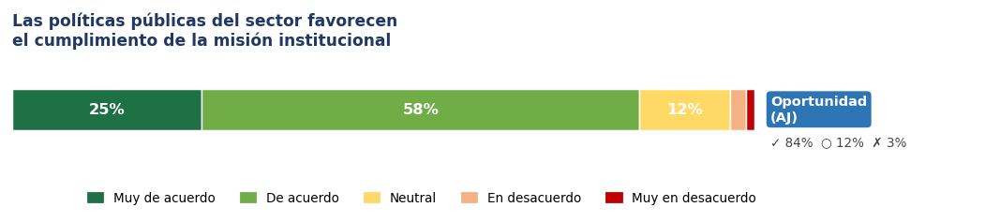 Las políticas públicas del sector favorecen
el cumplimiento de la misión institucional
25% 58% 12%
Oportunidad
(AJ)
✓ 84% ○ 12% ✗ 3%
Muy de acuerdo De acuerdo Neutral En desacuerdo Muy en desacuerdo